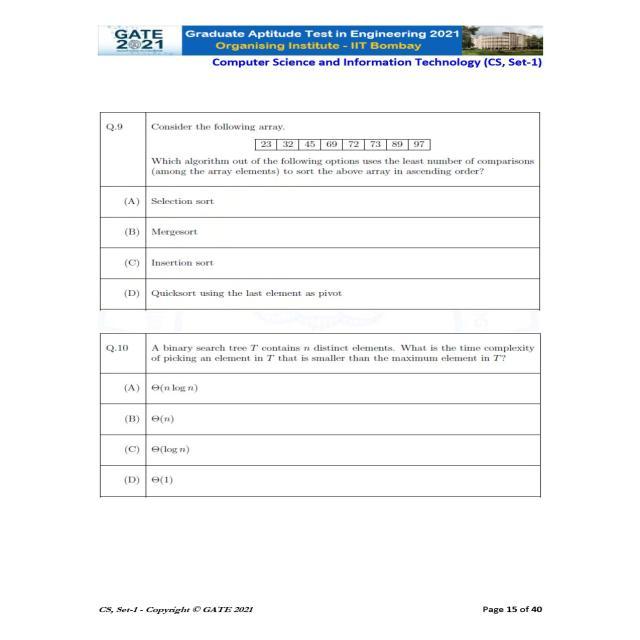 GATE
2021
Graduate Aptitude Test in Engineering 2021
Organising Institute - IIT Bombay
Computer Science and Information Technology (CS, Set-1)
Q.9 Consider the following array.
23 32 45 69 72 73 89 97
Which algorithm out of the following options uses the least number of comparisons
(among the array elements) to sort the above array in ascending order?
(A) Selection sort
(B) Mergesort
(C) Insertion sort
(D) Quicksort using the last element as pivot
Q.10 A binary search tree T contains n distinct elements. What is the time complexity
of picking an element in T that is smaller than the maximum element in T?
(A) Θ(n log n)
(B) Θ(n)
(C) Θ(log n)
(D) Θ(1)
CS, Set-1 - Copyright © GATE 2021 Page 15 of 40